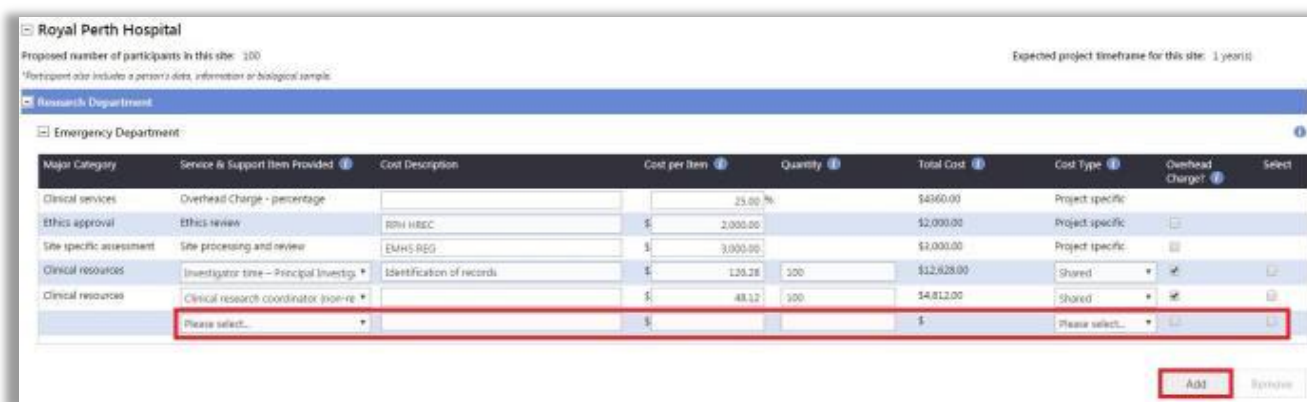 Royal Perth Hospital
Proposed number of participants in this site: 100 Expected project timeframe for this site: 1 year(s)
*Participant also includes a person's data, information or biological sample.
Research Department
Emergency Department
Major Category Service & Support Item Provided Cost Description Cost per Item Quantity Total Cost Cost Type Overhead Charge? Select
Clinical services Overhead Charge - percentage 25.00 % $4360.00 Project specific
Ethics approval Ethics review RPH HREC $ 2,000.00 $2,000.00 Project specific
Site specific assessment Site processing and review EMHS REG $ 3,000.00 $3,000.00 Project specific
Clinical resources Investigator time – Principal Investig Identification of records $ 126.28 100 $12,628.00 Shared
Clinical resources Clinical research coordinator (non-re $ 48.12 100 $4,812.00 Shared
Please select... $ $ Please select...
Add Remove